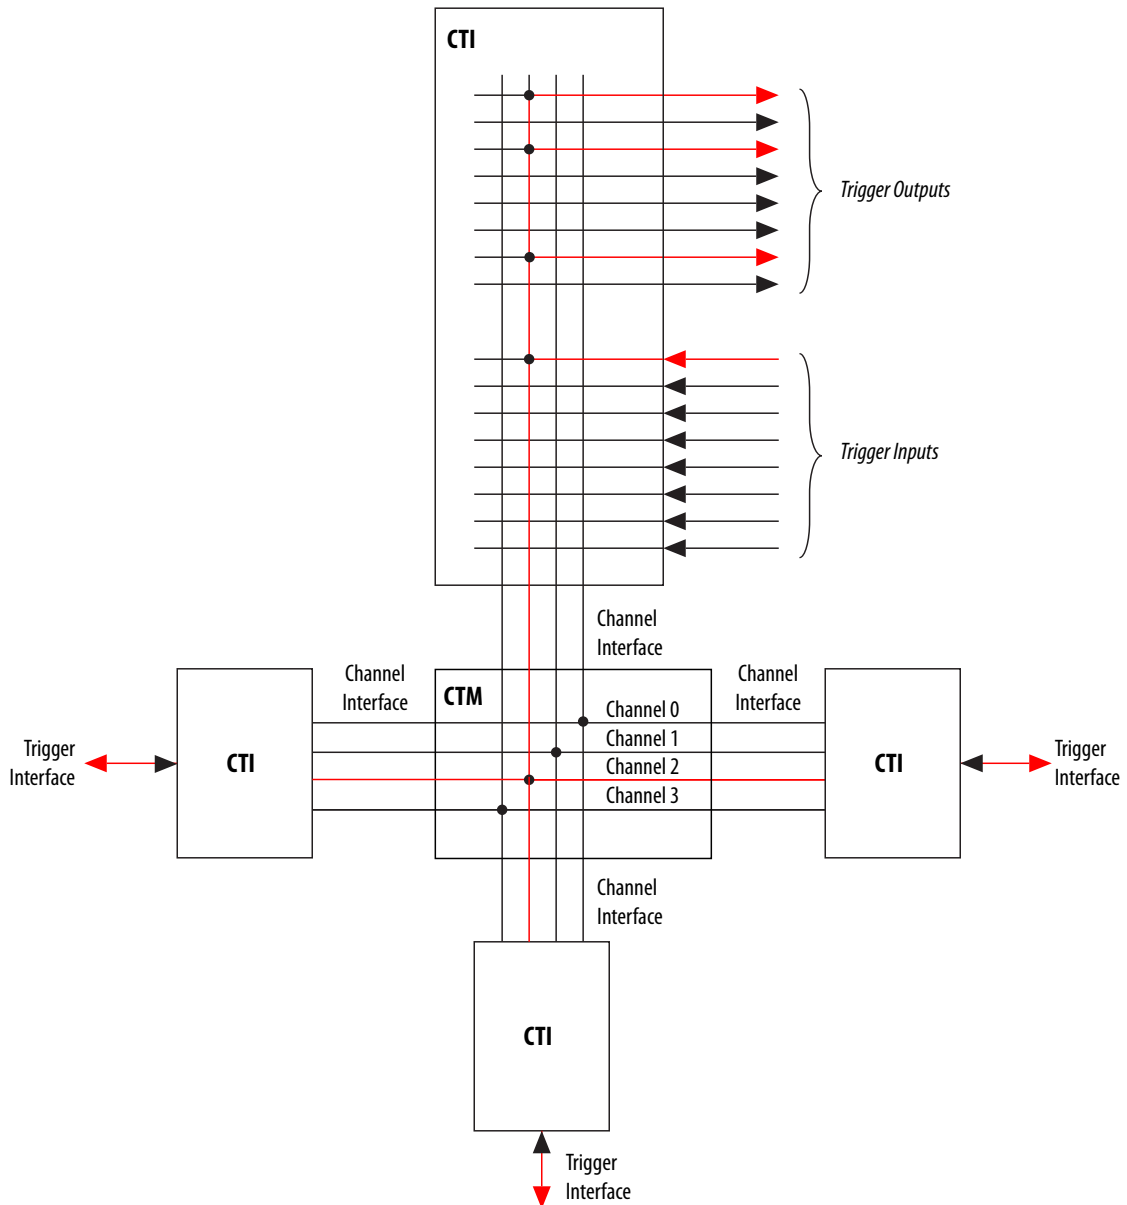 CTI
Trigger Outputs
Trigger Inputs
Channel
Interface
Channel
Interface
CTM
Channel
Interface
Channel 0
Channel 1
Channel 2
Channel 3
Trigger
Interface
CTI
CTI
Trigger
Interface
Channel
Interface
CTI
Trigger
Interface